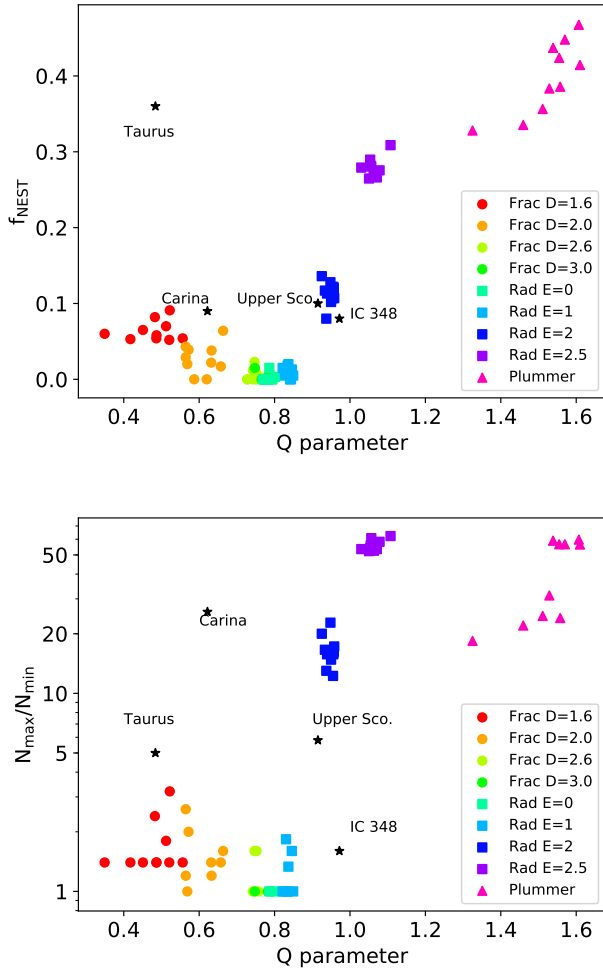 0.4
0.3
0.2
0.1
0.0
f_NEST
Taurus
Carina
Upper Sco.
IC 348
Frac D=1.6
Frac D=2.0
Frac D=2.6
Frac D=3.0
Rad E=0
Rad E=1
Rad E=2
Rad E=2.5
Plummer
0.4 0.6 0.8 1.0 1.2 1.4 1.6
Q parameter
50
20
10
5
1
N_max/N_min
Carina
Taurus
Upper Sco.
IC 348
Frac D=1.6
Frac D=2.0
Frac D=2.6
Frac D=3.0
Rad E=0
Rad E=1
Rad E=2
Rad E=2.5
Plummer
0.4 0.6 0.8 1.0 1.2 1.4 1.6
Q parameter